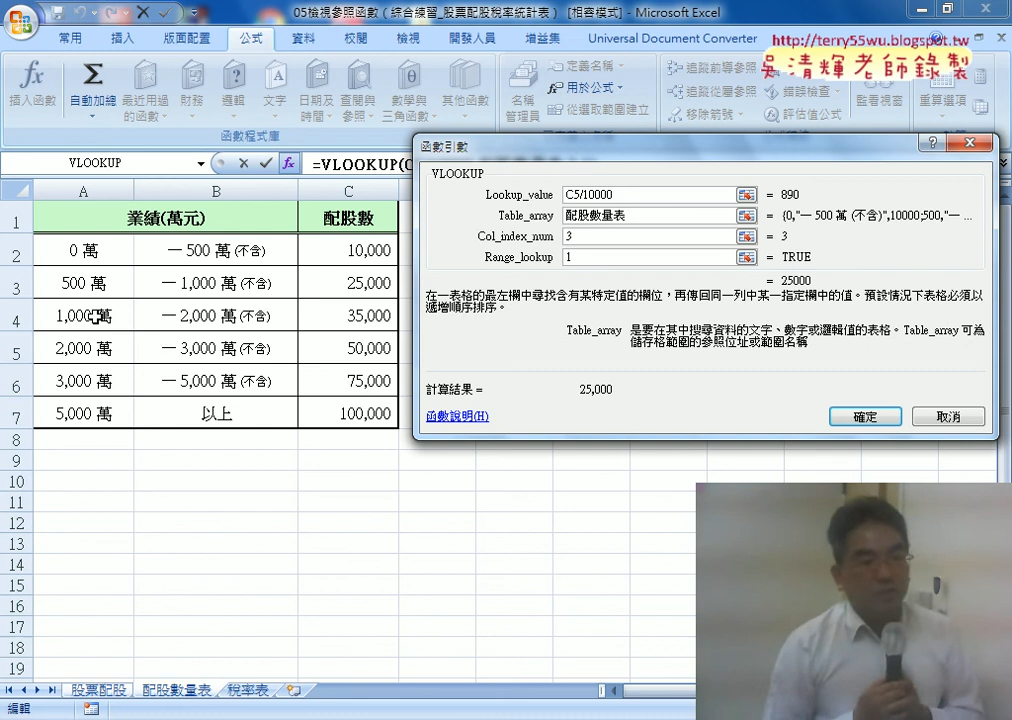 05檢視參照函數（綜合練習_股票配股稅率統計表） [相容模式] - Microsoft Excel
常用 插入 版面配置 公式 資料 校閱 檢視 開發人員 增益集 Universal Document Converter
http://terry55wu.blogspot.tw
吳清輝老師錄製
插入函數 自動加總 最近用過的函數 財務 邏輯 文字 日期及時間 查閱與參照 數學與三角函數 其他函數
名稱管理員 定義名稱 用於公式 從選取範圍建立
追蹤前導參照 追蹤從屬參照 移除箭號 錯誤檢查 評估值公式 監看視窗 重算選項
函數程式庫
VLOOKUP =VLOOKUP(C
A B C
1 業績(萬元) 配股數
2 0 萬 一 500 萬 (不含) 10,000
3 500 萬 一 1,000 萬 (不含) 25,000
4 1,000 萬 一 2,000 萬 (不含) 35,000
5 2,000 萬 一 3,000 萬 (不含) 50,000
6 3,000 萬 一 5,000 萬 (不含) 75,000
7 5,000 萬 以上 100,000
8
9
10
11
12
13
14
15
16
17
18
19
函數引數
VLOOKUP
Lookup_value C5/10000 = 890
Table_array 配股數量表 = {0,"一 500 萬 (不含)",10000;500,"一 ...
Col_index_num 3 = 3
Range_lookup 1 = TRUE
= 25000
在一表格的最左欄中尋找含有某特定值的欄位，再傳回同一列中某一指定欄中的值。預設情況下表格必須以
遞增順序排序。
Table_array 是要在其中搜尋資料的文字、數字或邏輯值的表格。Table_array 可為
儲存格範圍的參照位址或範圍名稱
計算結果 = 25,000
函數說明(H) 確定 取消
股票配股 配股數量表 稅率表
編輯